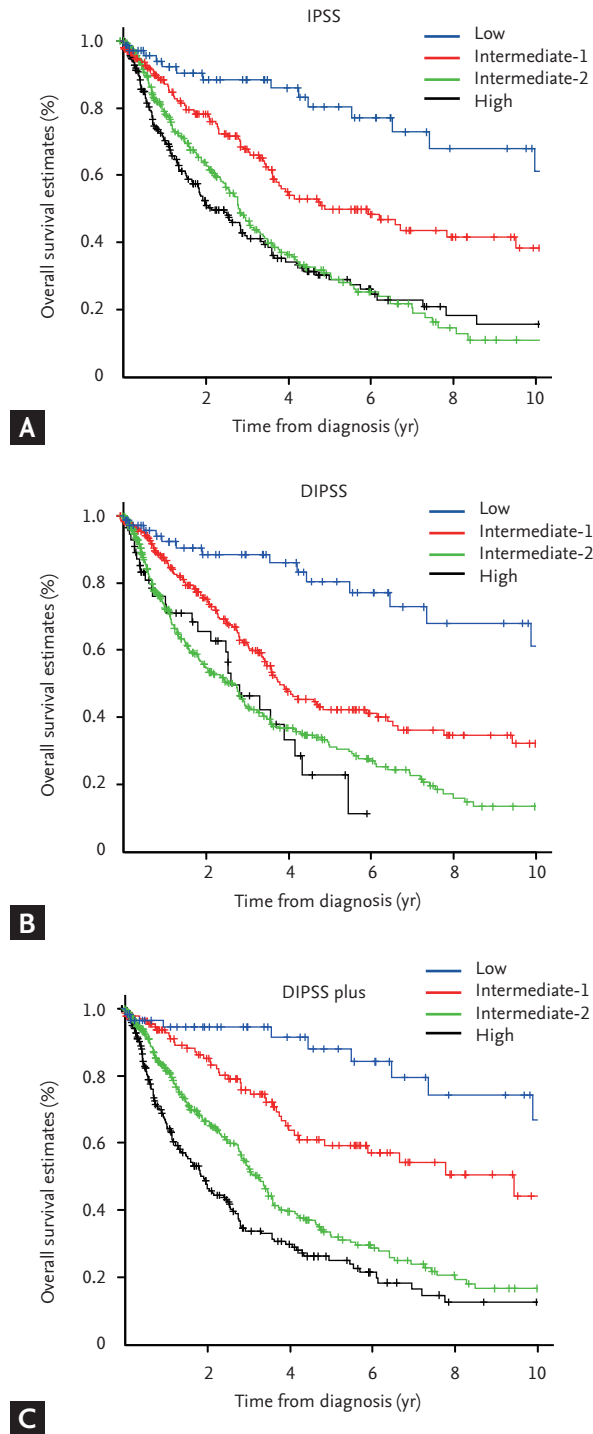 IPSS
Low
Intermediate-1
Intermediate-2
High
Overall survival estimates (%)
1.0
0.8
0.6
0.4
0.2
0
2
4
6
8
10
Time from diagnosis (yr)
A
DIPSS
Low
Intermediate-1
Intermediate-2
High
Overall survival estimates (%)
1.0
0.8
0.6
0.4
0.2
0
2
4
6
8
10
Time from diagnosis (yr)
B
DIPSS plus
Low
Intermediate-1
Intermediate-2
High
Overall survival estimates (%)
1.0
0.8
0.6
0.4
0.2
0
2
4
6
8
10
Time from diagnosis (yr)
C